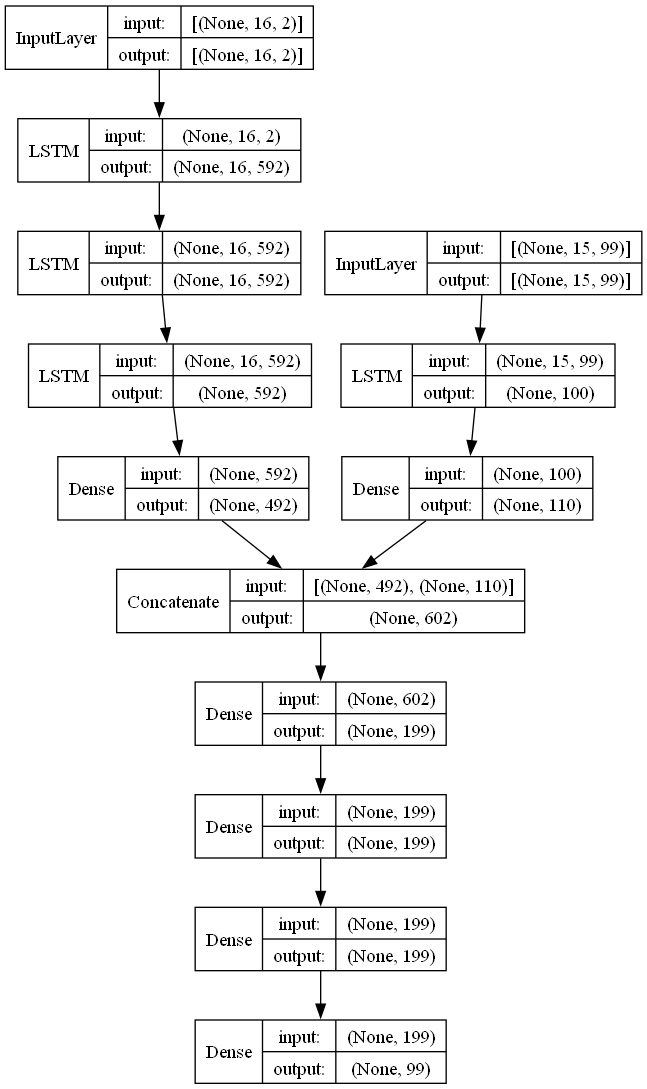 InputLayer input: [(None, 16, 2)]
output: [(None, 16, 2)]
LSTM input: (None, 16, 2)
output: (None, 16, 592)
LSTM input: (None, 16, 592)
output: (None, 16, 592)
InputLayer input: [(None, 15, 99)]
output: [(None, 15, 99)]
LSTM input: (None, 16, 592)
output: (None, 592)
LSTM input: (None, 15, 99)
output: (None, 100)
Dense input: (None, 592)
output: (None, 492)
Dense input: (None, 100)
output: (None, 110)
Concatenate input: [(None, 492), (None, 110)]
output: (None, 602)
Dense input: (None, 602)
output: (None, 199)
Dense input: (None, 199)
output: (None, 199)
Dense input: (None, 199)
output: (None, 199)
Dense input: (None, 199)
output: (None, 99)